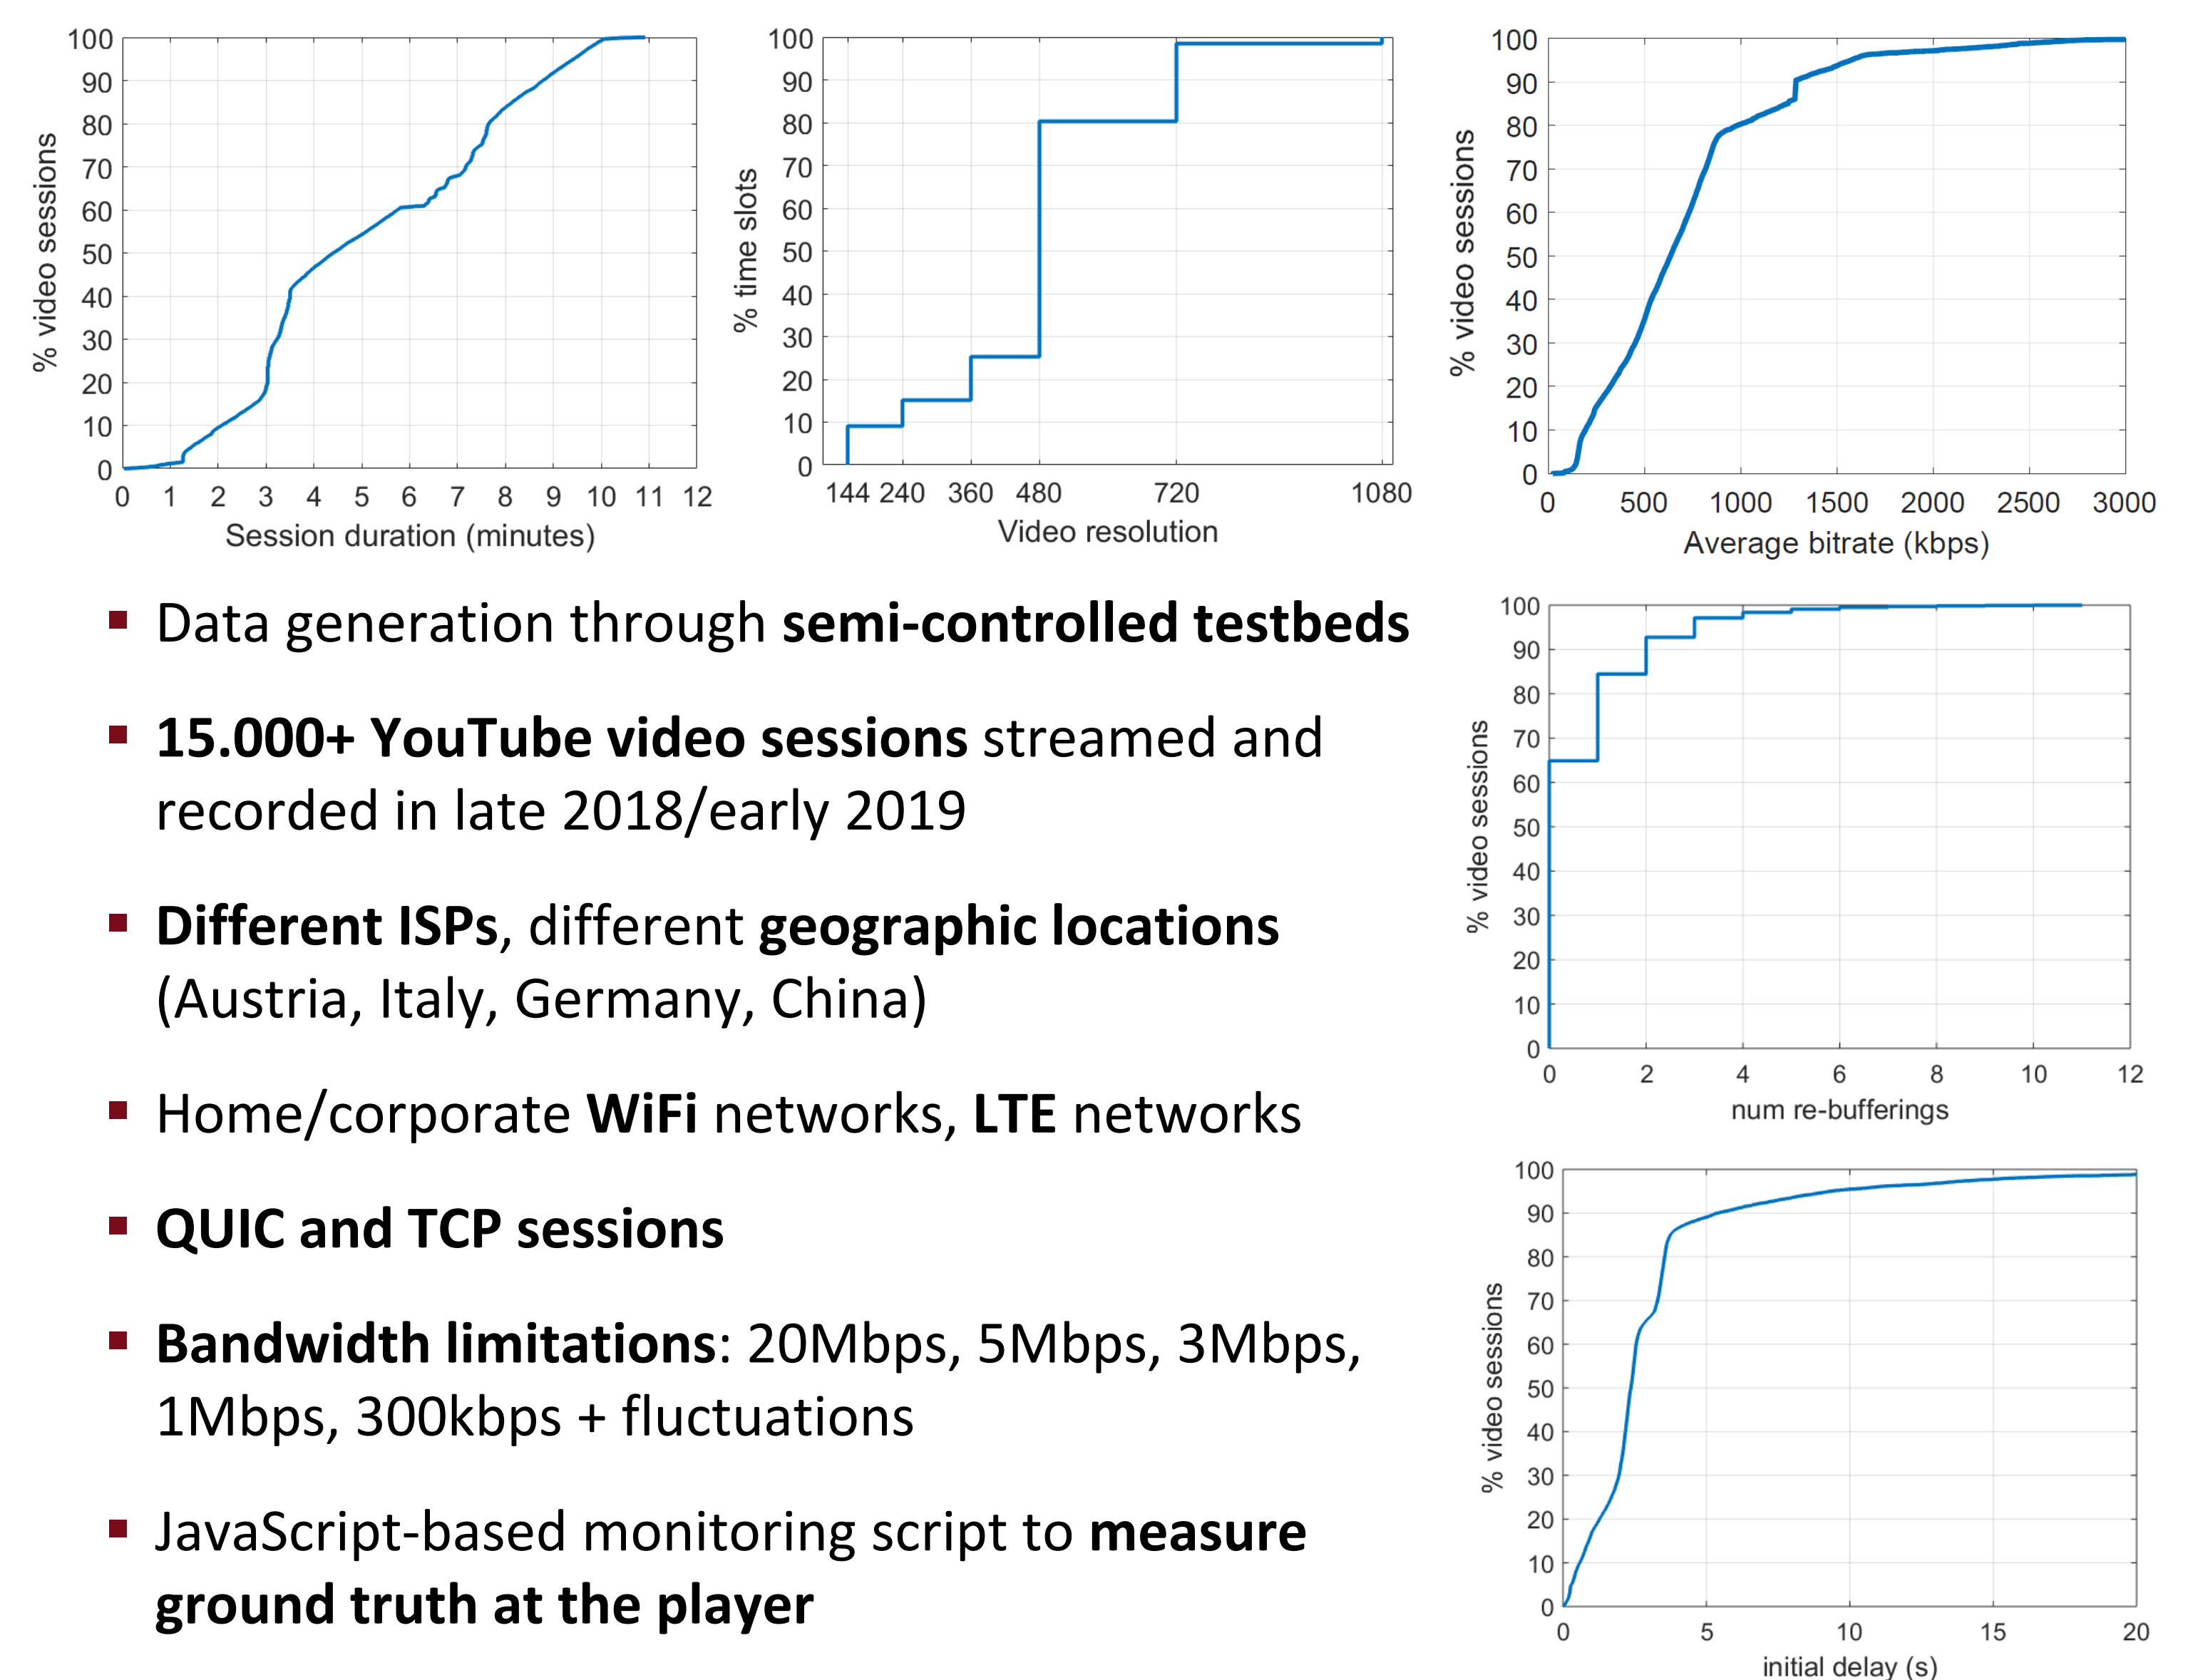 100
90
80
70
60
50
40
30
20
10
0
% video sessions
0 1 2 3 4 5 6 7 8 9 10 11 12
Session duration (minutes)
100
90
80
70
60
50
40
30
20
10
0
% time slots
144 240 360 480 720 1080
Video resolution
100
90
80
70
60
50
40
30
20
10
0
% video sessions
0 500 1000 1500 2000 2500 3000
Average bitrate (kbps)
Data generation through semi-controlled testbeds
15.000+ YouTube video sessions streamed and
recorded in late 2018/early 2019
Different ISPs, different geographic locations
(Austria, Italy, Germany, China)
Home/corporate WiFi networks, LTE networks
QUIC and TCP sessions
Bandwidth limitations: 20Mbps, 5Mbps, 3Mbps,
1Mbps, 300kbps + fluctuations
JavaScript-based monitoring script to measure
ground truth at the player
100
90
80
70
60
50
40
30
20
10
0
% video sessions
0 2 4 6 8 10 12
num re-bufferings
100
90
80
70
60
50
40
30
20
10
0
% video sessions
0 5 10 15 20
initial delay (s)